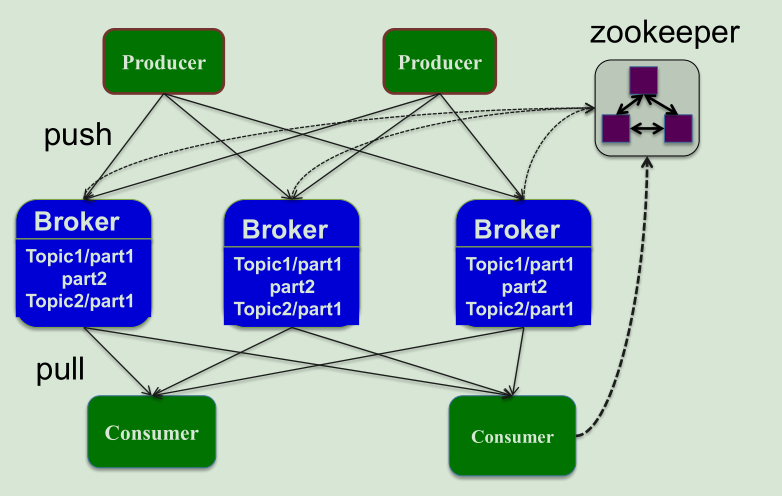 zookeeper
Producer
Producer
push
Broker
Topic1/part1
part2
Topic2/part1
Broker
Topic1/part1
part2
Topic2/part1
Broker
Topic1/part1
part2
Topic2/part1
pull
Consumer
Consumer